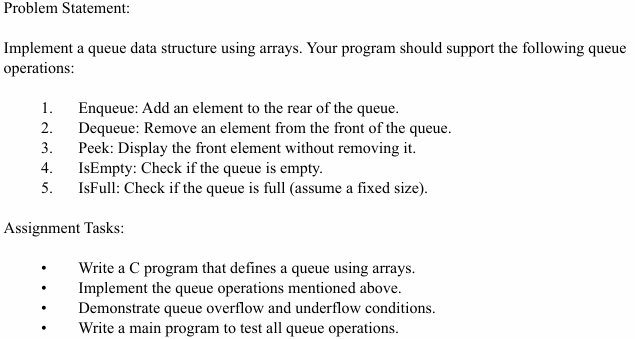 Problem Statement:
Implement a queue data structure using arrays. Your program should support the following queue
operations:
1. Enqueue: Add an element to the rear of the queue.
2. Dequeue: Remove an element from the front of the queue.
3. Peek: Display the front element without removing it.
4. IsEmpty: Check if the queue is empty.
5. IsFull: Check if the queue is full (assume a fixed size).
Assignment Tasks:
• Write a C program that defines a queue using arrays.
• Implement the queue operations mentioned above.
• Demonstrate queue overflow and underflow conditions.
• Write a main program to test all queue operations.